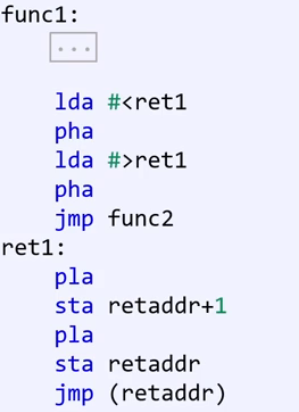 func1:
...
lda #<ret1
pha
lda #>ret1
pha
jmp func2
ret1:
pla
sta retaddr+1
pla
sta retaddr
jmp (retaddr)